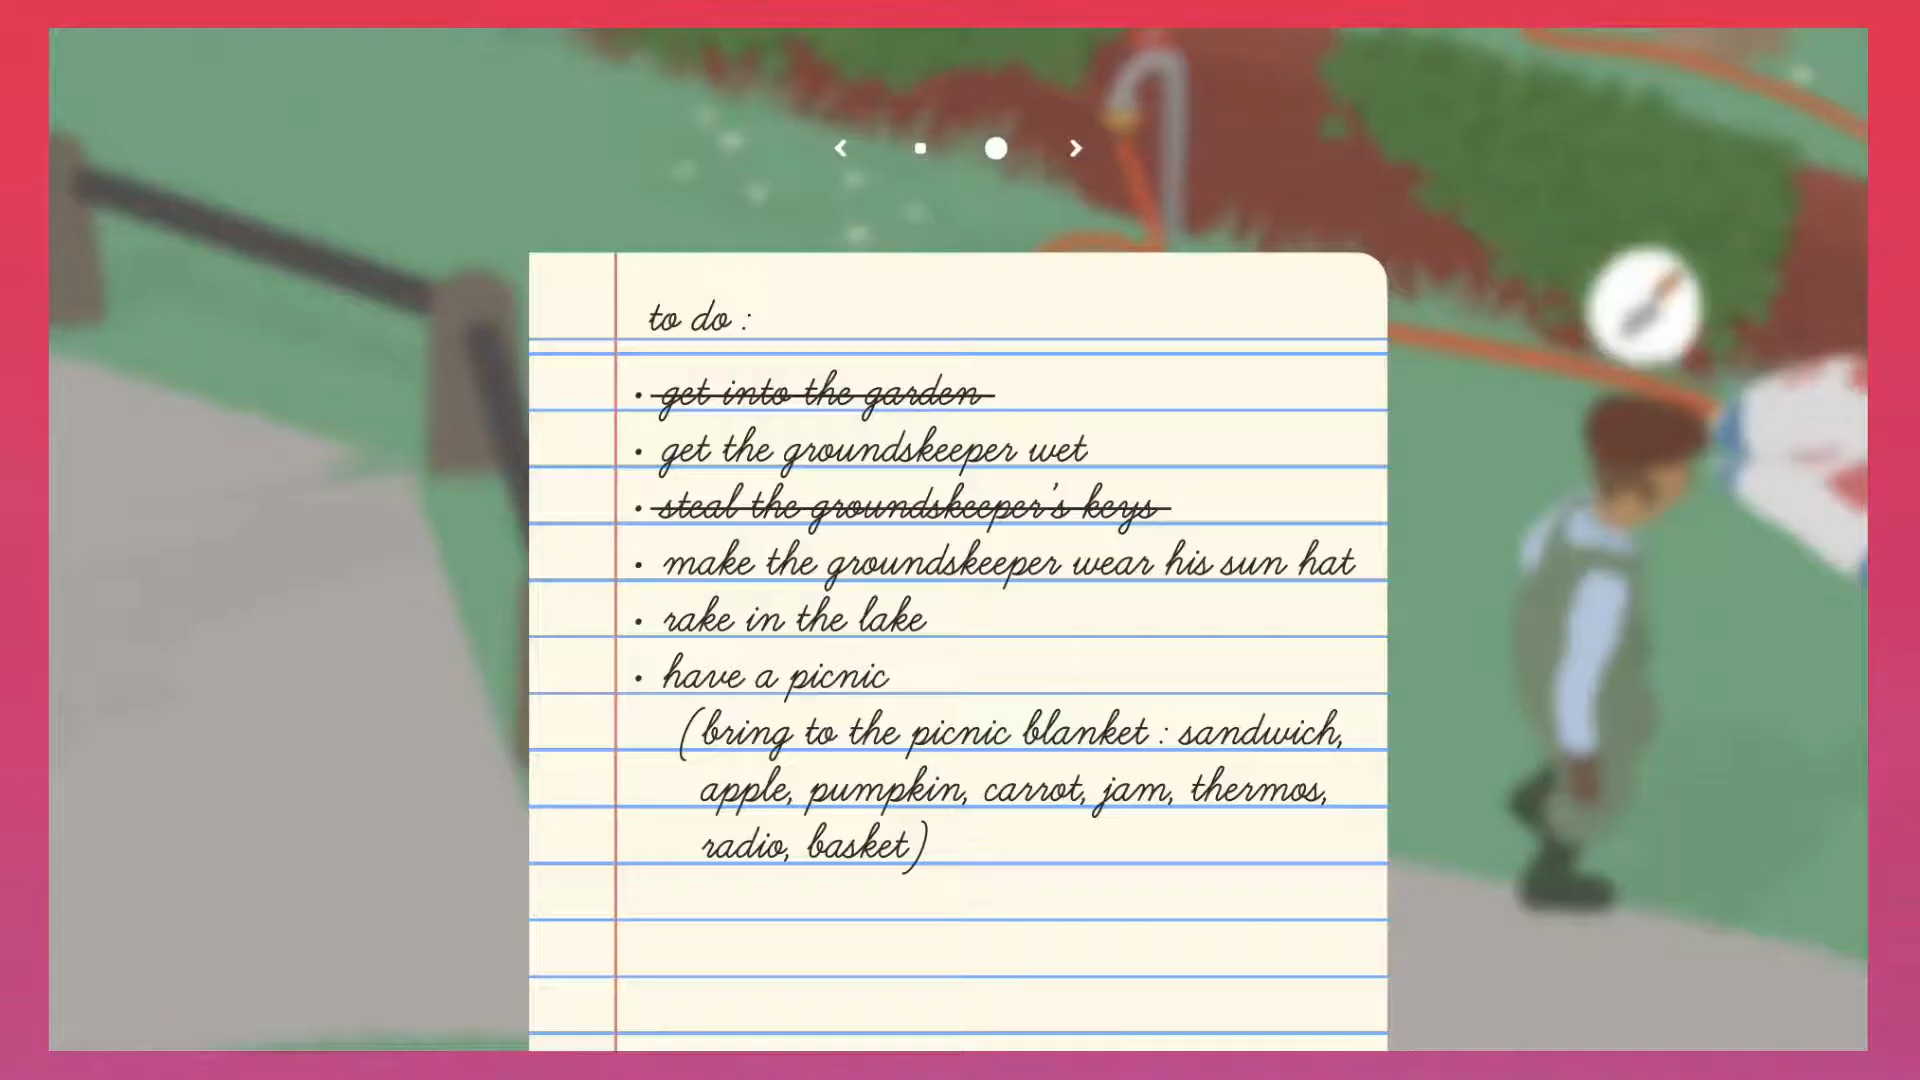 to do :
• get into the garden
• get the groundskeeper wet
• steal the groundskeeper's keys
• make the groundskeeper wear his sun hat
• rake in the lake
• have a picnic
(bring to the picnic blanket : sandwich,
apple, pumpkin, carrot, jam, thermos,
radio, basket)